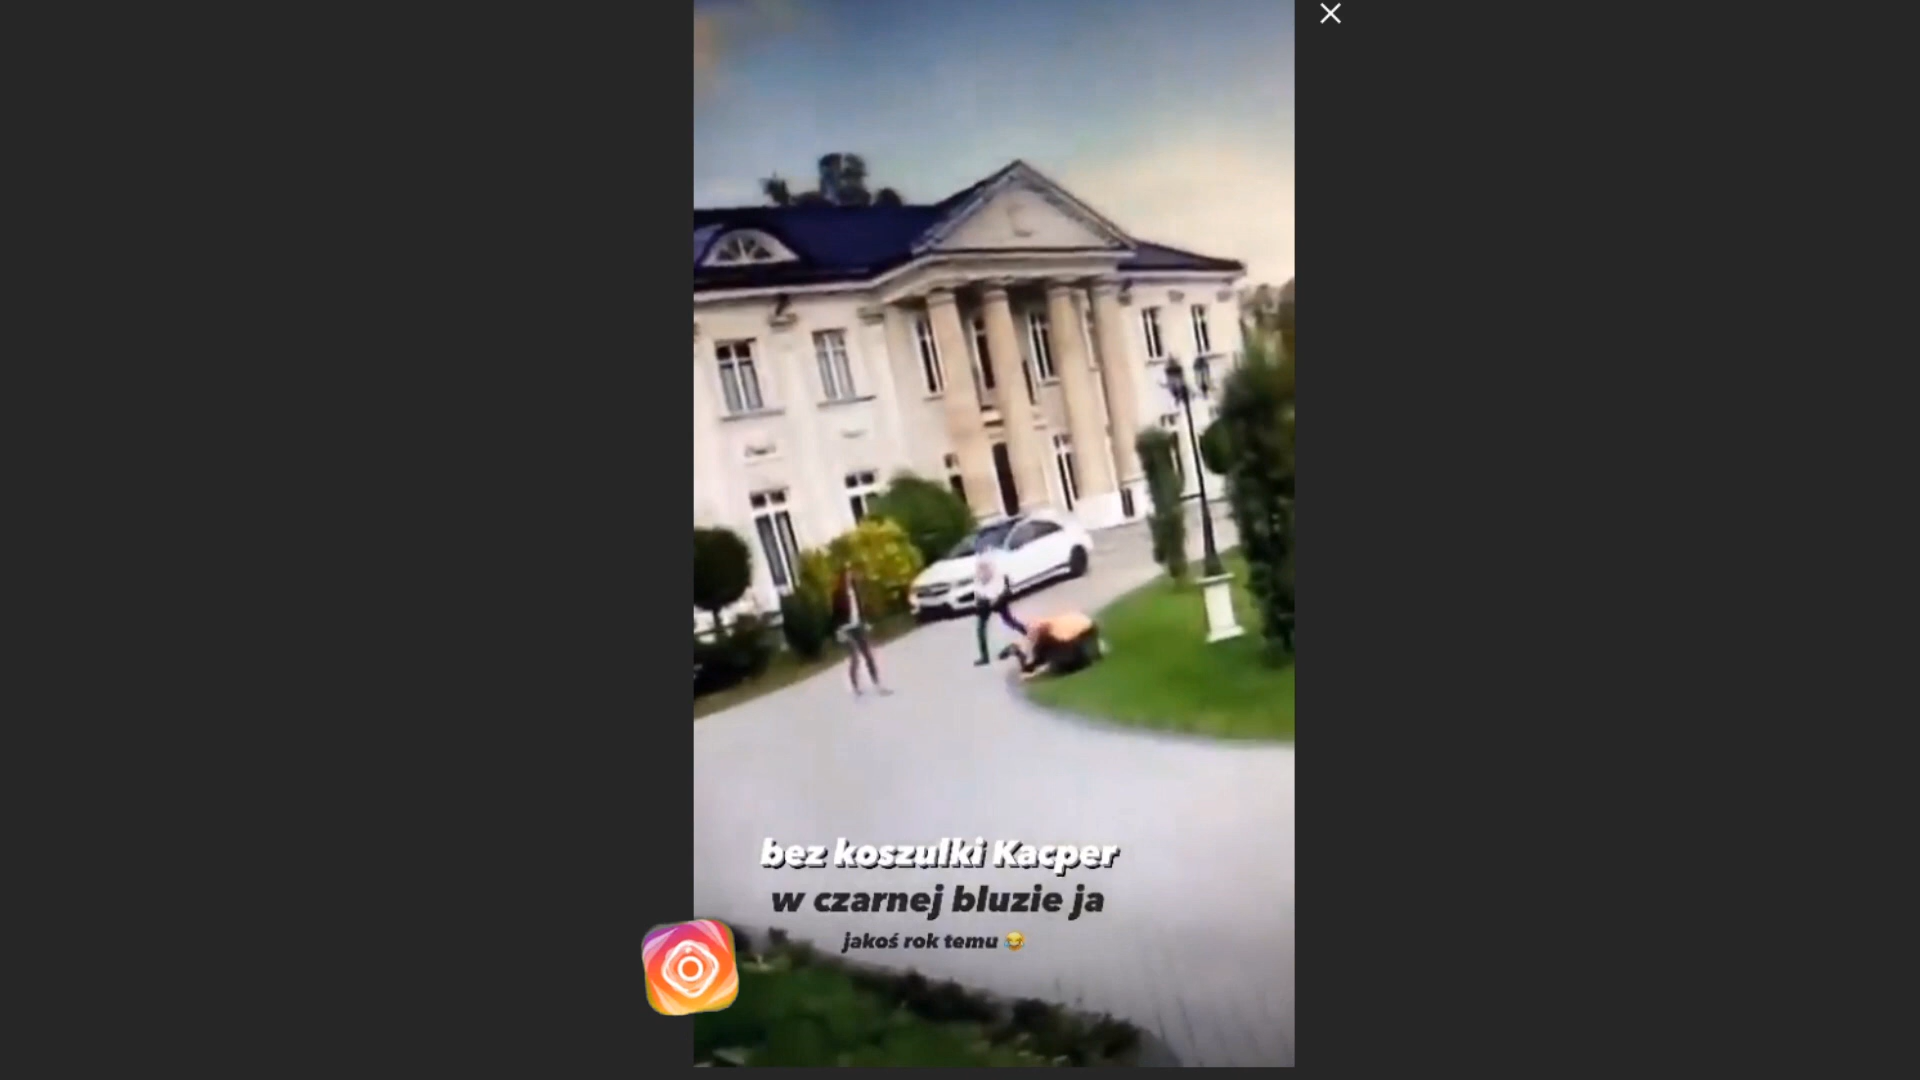 bez koszulki Kacper
w czarnej bluzie ja
jakoś rok temu 😂